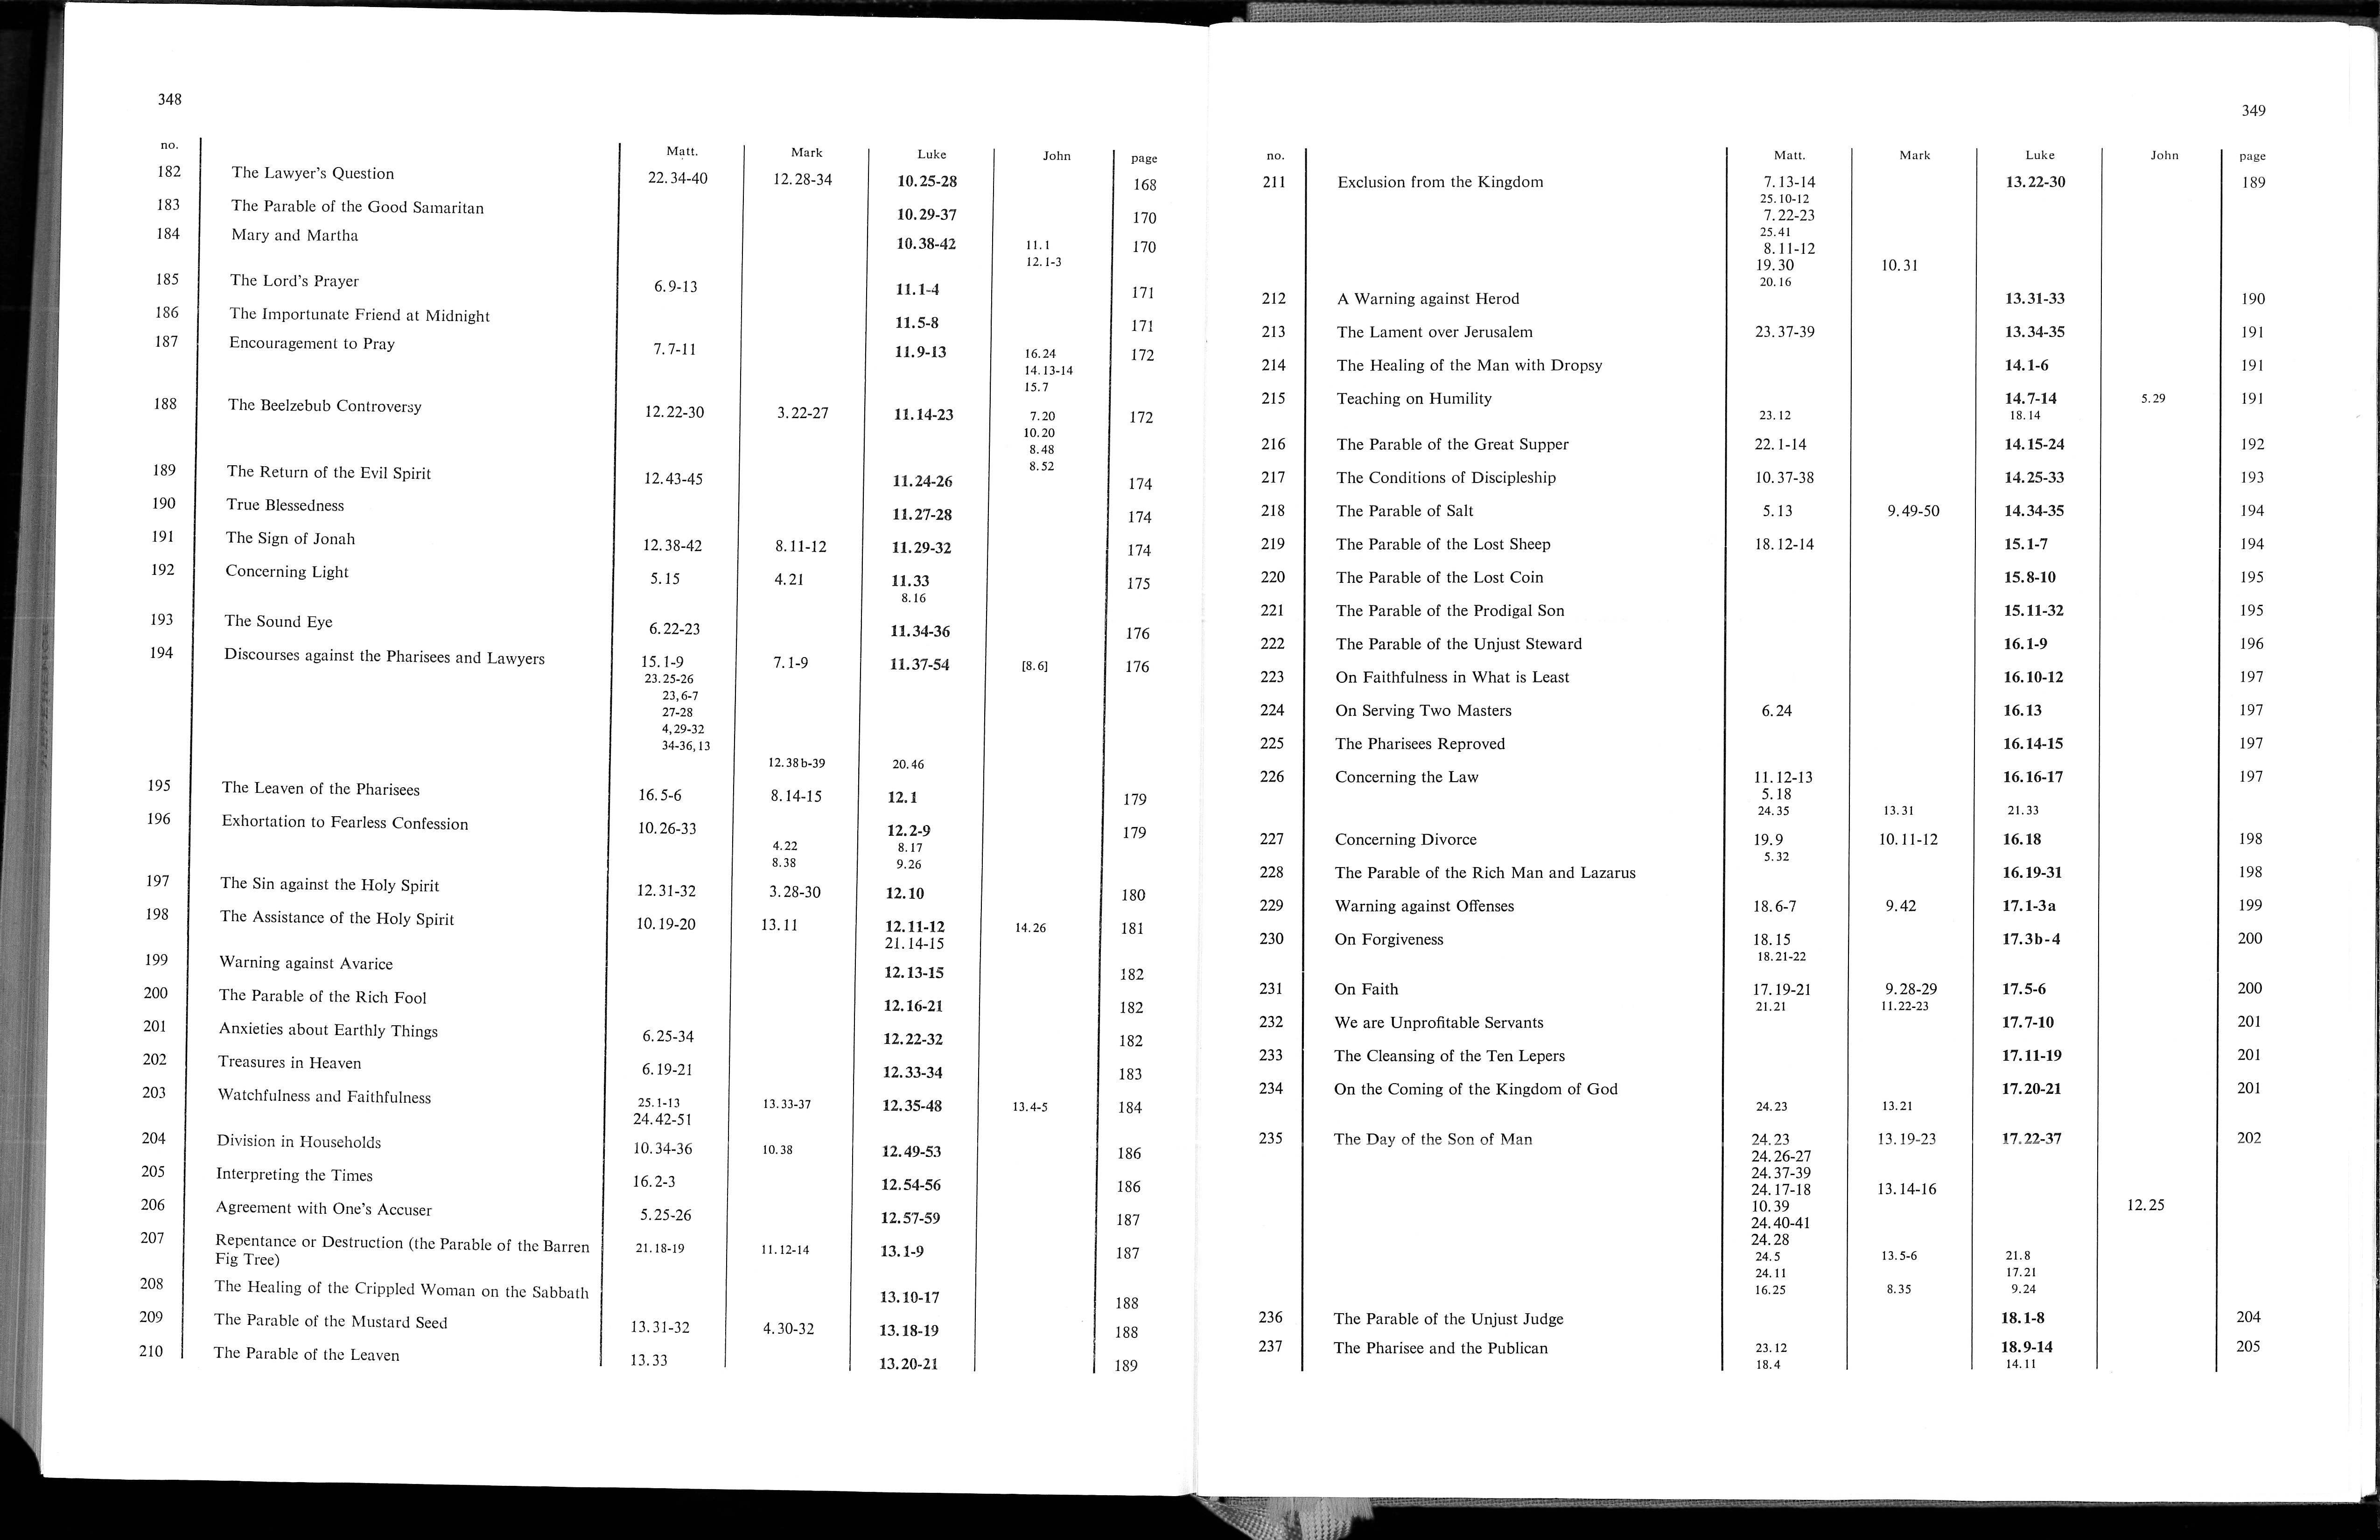 348
no. Matt. Mark Luke John page
182 The Lawyer's Question 22.34-40 12.28-34 10.25-28 168
183 The Parable of the Good Samaritan 10.29-37 170
184 Mary and Martha 10.38-42 11.1 170
12.1-3
185 The Lord's Prayer 6.9-13 11.1-4 171
186 The Importunate Friend at Midnight 11.5-8 171
187 Encouragement to Pray 7.7-11 11.9-13 16.24 172
14.13-14
15.7
188 The Beelzebub Controversy 12.22-30 3.22-27 11.14-23 7.20 172
10.20
8.48
8.52
189 The Return of the Evil Spirit 12.43-45 11.24-26 174
190 True Blessedness 11.27-28 174
191 The Sign of Jonah 12.38-42 8.11-12 11.29-32 174
192 Concerning Light 5.15 4.21 11.33 175
8.16
193 The Sound Eye 6.22-23 11.34-36 176
194 Discourses against the Pharisees and Lawyers 15.1-9 7.1-9 11.37-54 [8.6] 176
23.25-26
23,6-7
27-28
4,29-32
34-36,13
12.38b-39 20.46
195 The Leaven of the Pharisees 16.5-6 8.14-15 12.1 179
196 Exhortation to Fearless Confession 10.26-33 12.2-9 179
4.22 8.17
8.38 9.26
197 The Sin against the Holy Spirit 12.31-32 3.28-30 12.10 180
198 The Assistance of the Holy Spirit 10.19-20 13.11 12.11-12 14.26 181
21.14-15
199 Warning against Avarice 12.13-15 182
200 The Parable of the Rich Fool 12.16-21 182
201 Anxieties about Earthly Things 6.25-34 12.22-32 182
202 Treasures in Heaven 6.19-21 12.33-34 183
203 Watchfulness and Faithfulness 25.1-13 13.33-37 12.35-48 13.4-5 184
24.42-51
204 Division in Households 10.34-36 10.38 12.49-53 186
205 Interpreting the Times 16.2-3 12.54-56 186
206 Agreement with One's Accuser 5.25-26 12.57-59 187
207 Repentance or Destruction (the Parable of the Barren 21.18-19 11.12-14 13.1-9 187
Fig Tree)
208 The Healing of the Crippled Woman on the Sabbath 13.10-17 188
209 The Parable of the Mustard Seed 13.31-32 4.30-32 13.18-19 188
210 The Parable of the Leaven 13.33 13.20-21 189
349
no. Matt. Mark Luke John page
211 Exclusion from the Kingdom 7.13-14 13.22-30 189
25.10-12
7.22-23
25.41
8.11-12
19.30 10.31
20.16
212 A Warning against Herod 13.31-33 190
213 The Lament over Jerusalem 23.37-39 13.34-35 191
214 The Healing of the Man with Dropsy 14.1-6 191
215 Teaching on Humility 14.7-14 5.29 191
23.12 18.14
216 The Parable of the Great Supper 22.1-14 14.15-24 192
217 The Conditions of Discipleship 10.37-38 14.25-33 193
218 The Parable of Salt 5.13 9.49-50 14.34-35 194
219 The Parable of the Lost Sheep 18.12-14 15.1-7 194
220 The Parable of the Lost Coin 15.8-10 195
221 The Parable of the Prodigal Son 15.11-32 195
222 The Parable of the Unjust Steward 16.1-9 196
223 On Faithfulness in What is Least 16.10-12 197
224 On Serving Two Masters 6.24 16.13 197
225 The Pharisees Reproved 16.14-15 197
226 Concerning the Law 11.12-13 16.16-17 197
5.18
24.35 13.31 21.33
227 Concerning Divorce 19.9 10.11-12 16.18 198
5.32
228 The Parable of the Rich Man and Lazarus 16.19-31 198
229 Warning against Offenses 18.6-7 9.42 17.1-3a 199
230 On Forgiveness 18.15 17.3b-4 200
18.21-22
231 On Faith 17.19-21 9.28-29 17.5-6 200
21.21 11.22-23
232 We are Unprofitable Servants 17.7-10 201
233 The Cleansing of the Ten Lepers 17.11-19 201
234 On the Coming of the Kingdom of God 17.20-21 201
24.23 13.21
235 The Day of the Son of Man 24.23 13.19-23 17.22-37 202
24.26-27
24.37-39
24.17-18 13.14-16
10.39 12.25
24.40-41
24.28
24.5 13.5-6 21.8
24.11 17.21
16.25 8.35 9.24
236 The Parable of the Unjust Judge 18.1-8 204
237 The Pharisee and the Publican 23.12 18.9-14 205
18.4 14.11